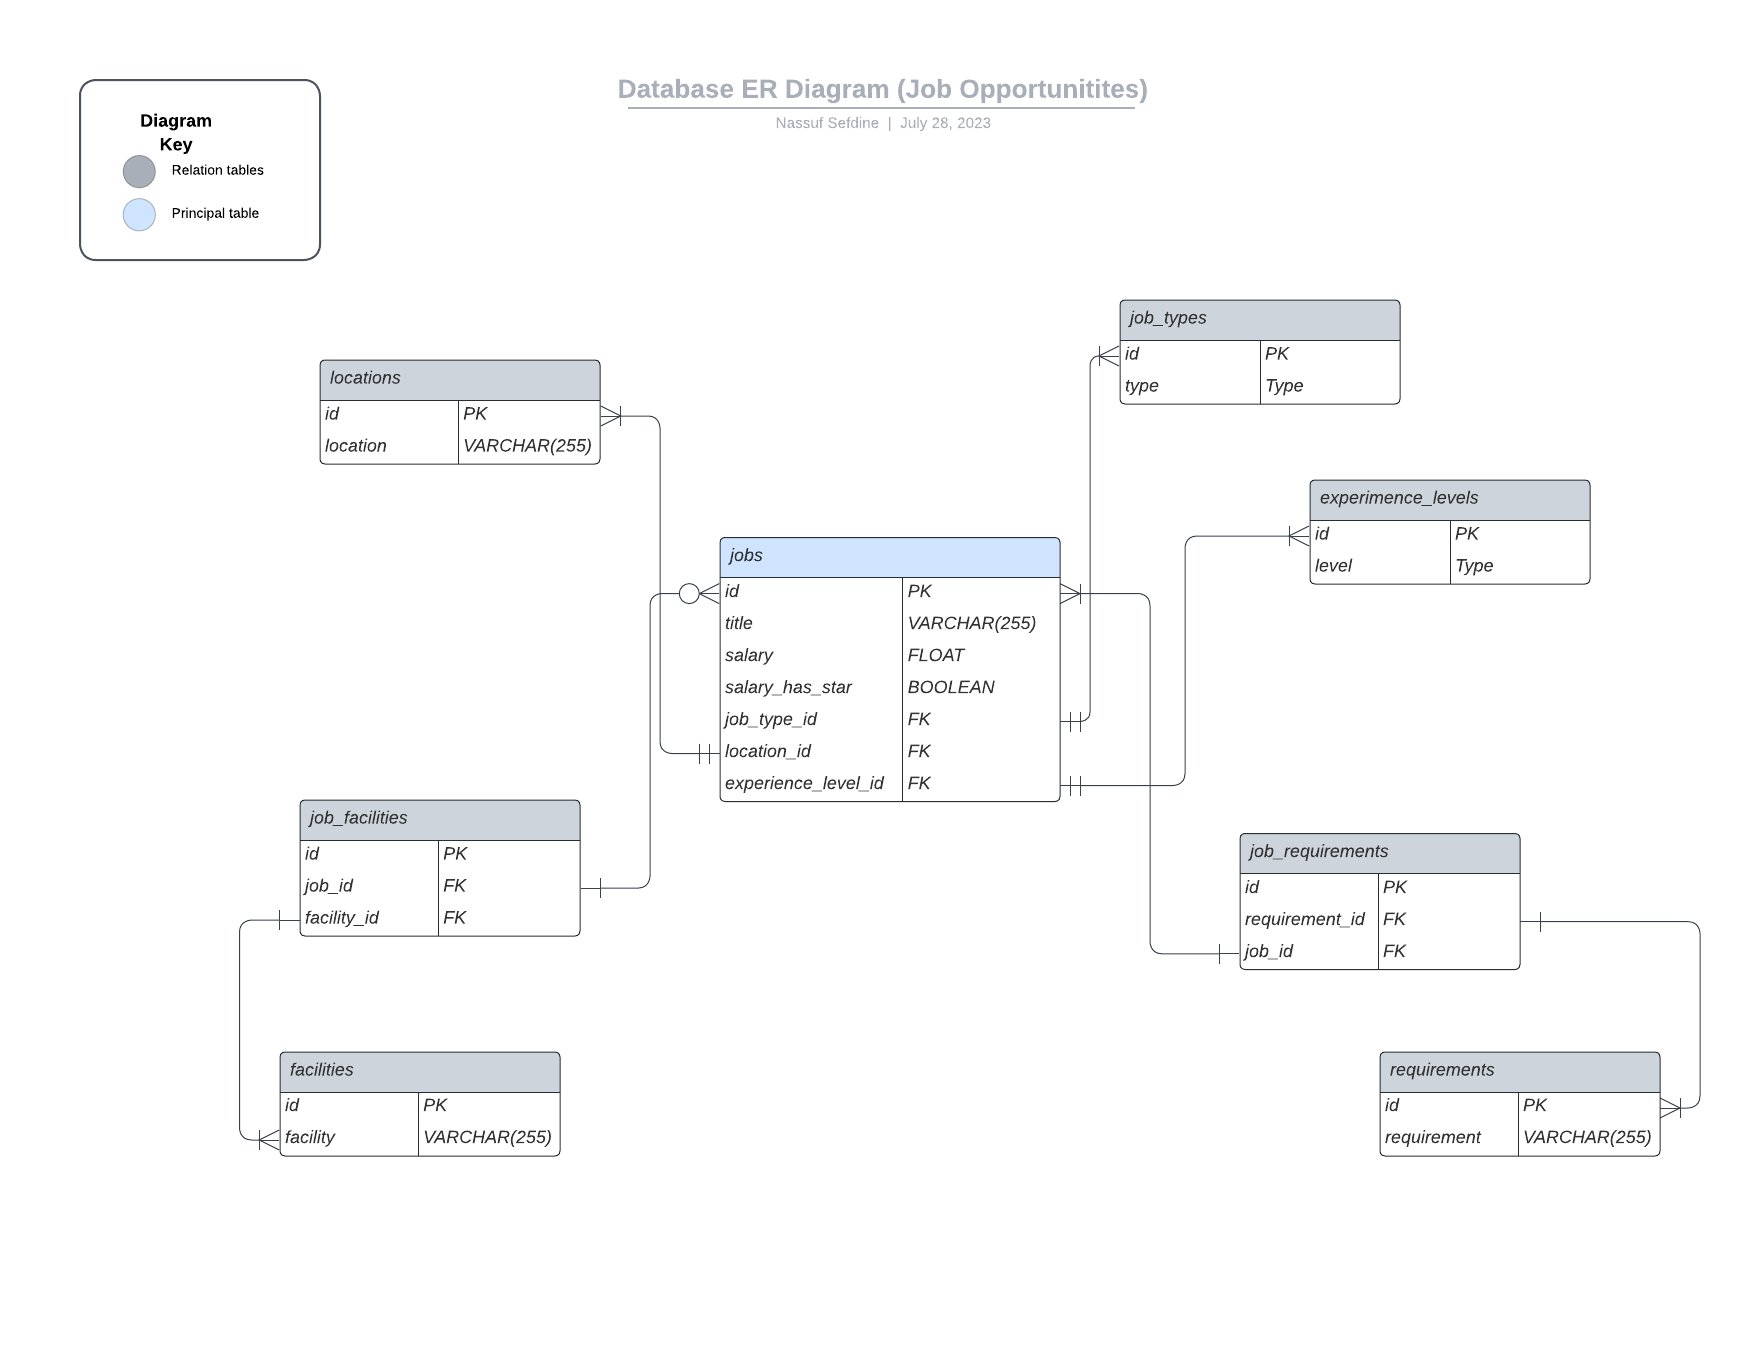 Database ER Diagram (Job Opportunitites)
Nassuf Sefdine | July 28, 2023
Diagram
Key
Relation tables
Principal table
job_types
id PK
type Type
locations
id PK
location VARCHAR(255)
experimence_levels
id PK
level Type
jobs
id PK
title VARCHAR(255)
salary FLOAT
salary_has_star BOOLEAN
job_type_id FK
location_id FK
experience_level_id FK
job_facilities
id PK
job_id FK
facility_id FK
job_requirements
id PK
requirement_id FK
job_id FK
facilities
id PK
facility VARCHAR(255)
requirements
id PK
requirement VARCHAR(255)